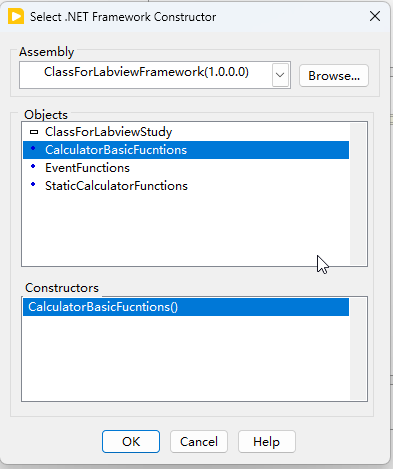 Select .NET Framework Constructor
Assembly
ClassForLabviewFramework(1.0.0.0)
Browse...
Objects
ClassForLabviewStudy
CalculatorBasicFucntions
EventFunctions
StaticCalculatorFunctions
Constructors
CalculatorBasicFucntions()
OK
Cancel
Help